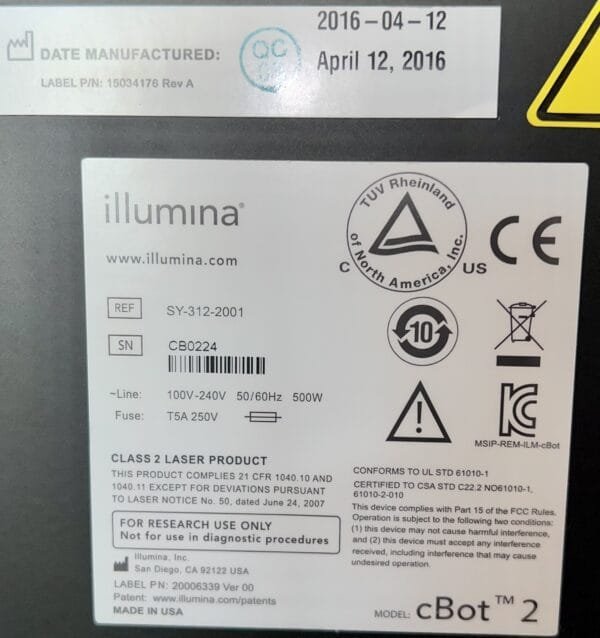 2016-04-12
DATE MANUFACTURED:
QC
April 12, 2016
LABEL P/N: 15034176 Rev A
illumina®
www.illumina.com
TUV Rheinland
of North America, Inc.
C US
CE
REF SY-312-2001
10
SN CB0224
~Line: 100V-240V 50/60Hz 500W
Fuse: T5A 250V
!
MSIP-REM-ILM-cBot
CLASS 2 LASER PRODUCT
THIS PRODUCT COMPLIES 21 CFR 1040.10 AND
1040.11 EXCEPT FOR DEVIATIONS PURSUANT
TO LASER NOTICE No. 50, dated June 24, 2007
CONFORMS TO UL STD 61010-1
CERTIFIED TO CSA STD C22.2 NO61010-1,
61010-2-010
This device complies with Part 15 of the FCC Rules.
Operation is subject to the following two conditions:
(1) this device may not cause harmful interference,
and (2) this device must accept any interference
received, including interference that may cause
undesired operation.
FOR RESEARCH USE ONLY
Not for use in diagnostic procedures
Illumina, Inc.
San Diego, CA 92122 USA
LABEL PN: 20006339 Ver 00
Patent: www.illumina.com/patents
MADE IN USA
MODEL: cBot™ 2